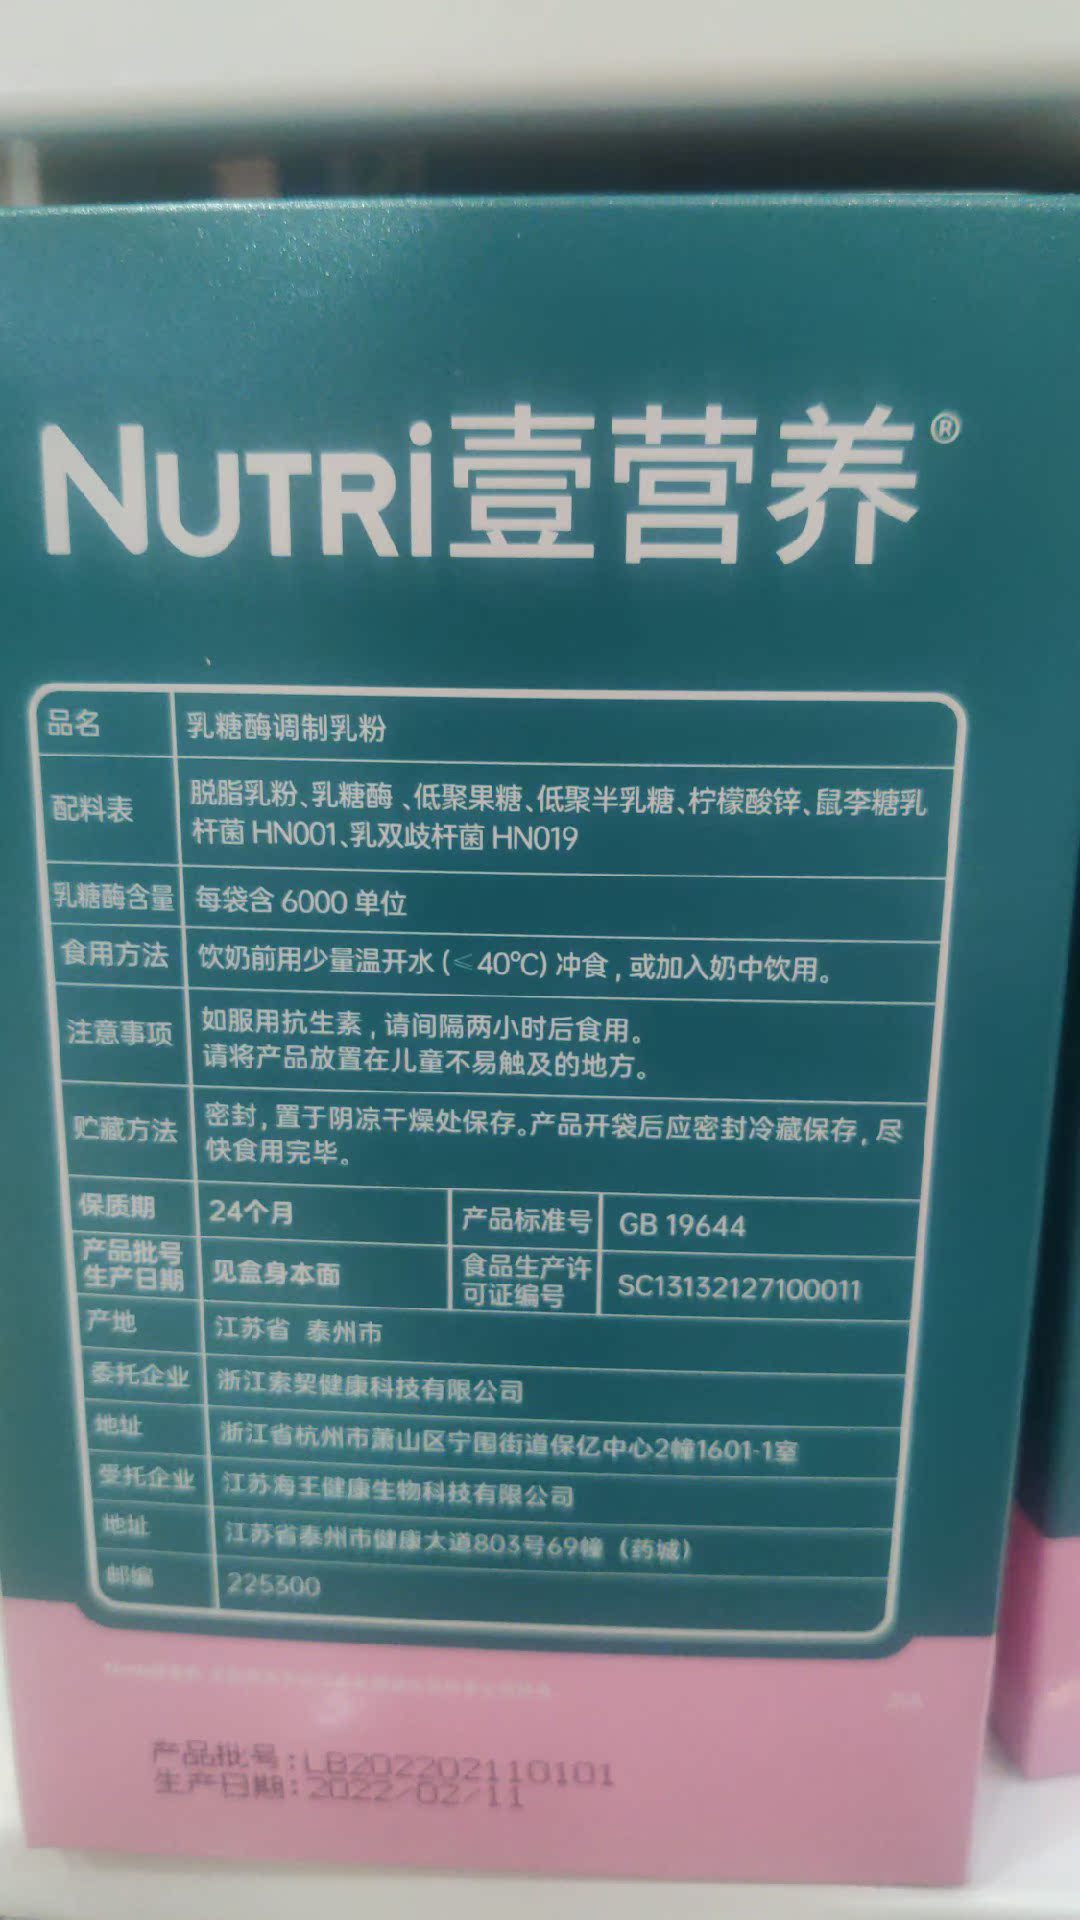 NUTRi壹营养®
品名 乳糖酶调制乳粉
配料表 脱脂乳粉、乳糖酶、低聚果糖、低聚半乳糖、柠檬酸锌、鼠李糖乳
杆菌 HN001、乳双歧杆菌 HN019
乳糖酶含量 每袋含 6000 单位
食用方法 饮奶前用少量温开水(≤40℃)冲食,或加入奶中饮用。
注意事项 如服用抗生素,请间隔两小时后食用。
请将产品放置在儿童不易触及的地方。
贮藏方法 密封,置于阴凉干燥处保存。产品开袋后应密封冷藏保存,尽
快食用完毕。
保质期 24个月 产品标准号 GB 19644
产品批号
生产日期 见盒身本面 食品生产许
可证编号 SC13132127100011
产地 江苏省 泰州市
委托企业 浙江索契健康科技有限公司
地址 浙江省杭州市萧山区宁围街道保亿中心2幢1601-1室
受托企业 江苏海王健康生物科技有限公司
地址 江苏省泰州市健康大道803号69幢(药城)
邮编 225300
产品批号:LB202202110101
生产日期:2022/02/11